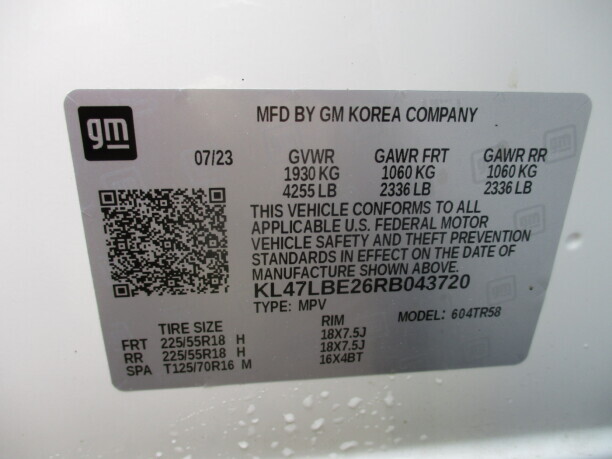 gm
MFD BY GM KOREA COMPANY
07/23 GVWR GAWR FRT GAWR RR
1930 KG 1060 KG 1060 KG
4255 LB 2336 LB 2336 LB
THIS VEHICLE CONFORMS TO ALL
APPLICABLE U.S. FEDERAL MOTOR
VEHICLE SAFETY AND THEFT PREVENTION
STANDARDS IN EFFECT ON THE DATE OF
MANUFACTURE SHOWN ABOVE.
KL47LBE26RB043720
TYPE: MPV MODEL: 604TR58
TIRE SIZE RIM
FRT 225/55R18 H 18X7.5J
RR 225/55R18 H 18X7.5J
SPA T125/70R16 M 16X4BT